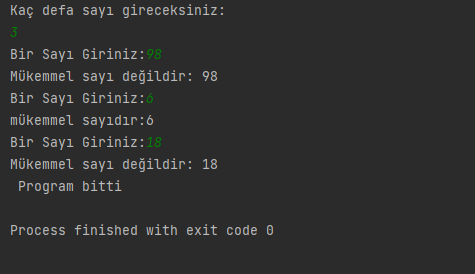 Kaç defa sayı gireceksiniz:
3
Bir Sayı Giriniz:98
Mükemmel sayı değildir: 98
Bir Sayı Giriniz:6
mükemmel sayıdır:6
Bir Sayı Giriniz:18
Mükemmel sayı değildir: 18
Program bitti
Process finished with exit code 0